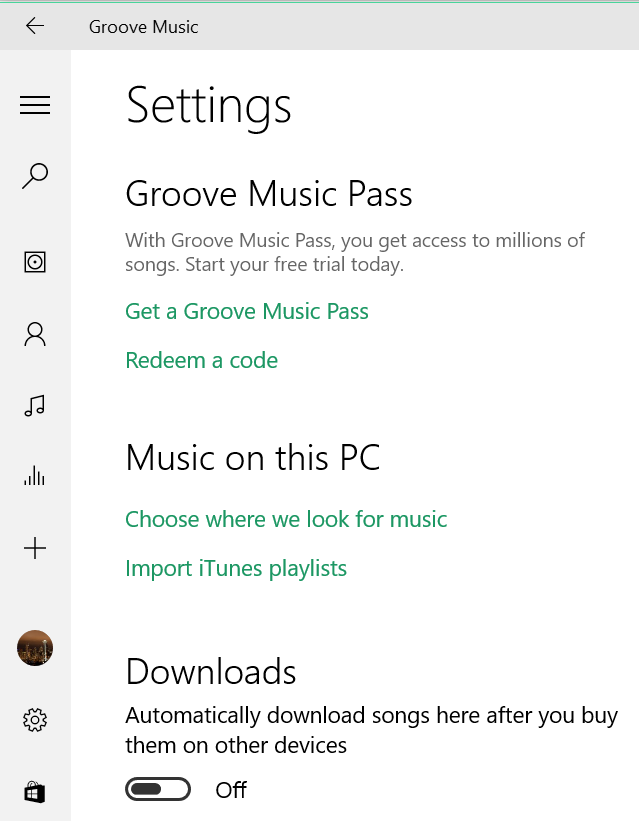 Groove Music
Settings
Groove Music Pass
With Groove Music Pass, you get access to millions of
songs. Start your free trial today.
Get a Groove Music Pass
Redeem a code
Music on this PC
Choose where we look for music
Import iTunes playlists
Downloads
Automatically download songs here after you buy
them on other devices
Off